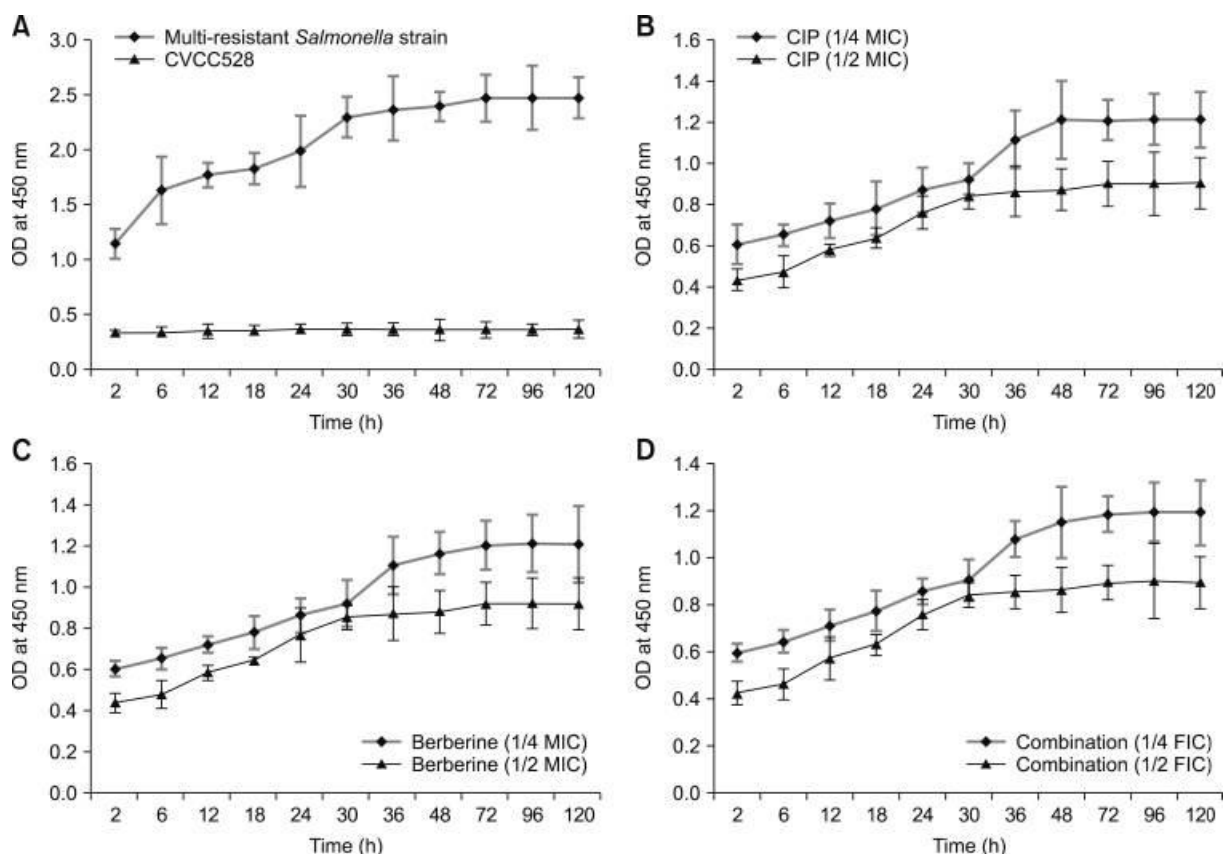 A
Multi-resistant Salmonella strain
CVCC528
3.0
2.5
2.0
1.5
1.0
0.5
0.0
OD at 450 nm
2 6 12 18 24 30 36 48 72 96 120
Time (h)
B
CIP (1/4 MIC)
CIP (1/2 MIC)
1.6
1.4
1.2
1.0
0.8
0.6
0.4
0.2
0.0
OD at 450 nm
2 6 12 18 24 30 36 48 72 96 120
Time (h)
C
1.6
1.4
1.2
1.0
0.8
0.6
0.4
0.2
0.0
OD at 450 nm
Berberine (1/4 MIC)
Berberine (1/2 MIC)
2 6 12 18 24 30 36 48 72 96 120
Time (h)
D
1.4
1.2
1.0
0.8
0.6
0.4
0.2
0.0
OD at 450 nm
Combination (1/4 FIC)
Combination (1/2 FIC)
2 6 12 18 24 30 36 48 72 96 120
Time (h)